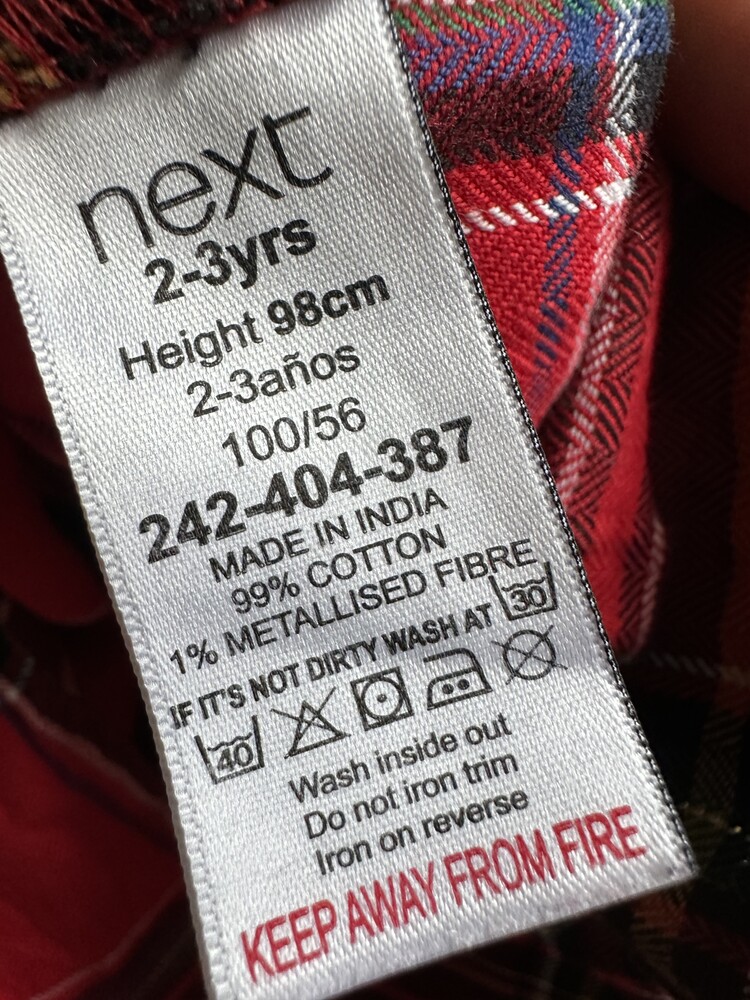 next
2-3yrs
Height 98cm
2-3años
100/56
242-404-387
MADE IN INDIA
99% COTTON
1% METALLISED FIBRE
IF IT'S NOT DIRTY WASH AT 30
40
Wash inside out
Do not iron trim
Iron on reverse
KEEP AWAY FROM FIRE